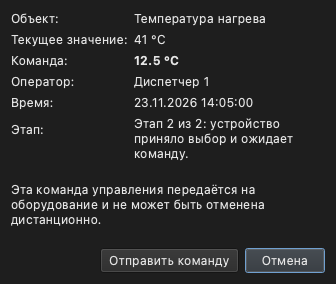 Объект: Температура нагрева
Текущее значение: 41 °C
Команда: 12.5 °C
Оператор: Диспетчер 1
Время: 23.11.2026 14:05:00
Этап: Этап 2 из 2: устройство
приняло выбор и ожидает
команду.
Эта команда управления передаётся на
оборудование и не может быть отменена
дистанционно.
Отправить команду Отмена